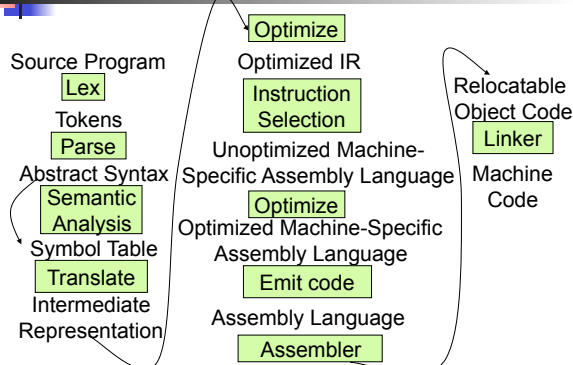 Source Program
Lex
Tokens
Parse
Abstract Syntax
Semantic
Analysis
Symbol Table
Translate
Intermediate
Representation
Optimize
Optimized IR
Instruction
Selection
Unoptimized Machine-
Specific Assembly Language
Optimize
Optimized Machine-Specific
Assembly Language
Emit code
Assembly Language
Assembler
Relocatable
Object Code
Linker
Machine
Code